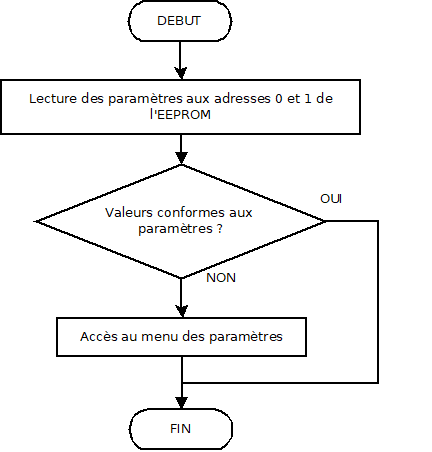 DEBUT
Lecture des paramètres aux adresses 0 et 1 de
l'EEPROM
OUI
Valeurs conformes aux
paramètres ?
NON
Accès au menu des paramètres
FIN